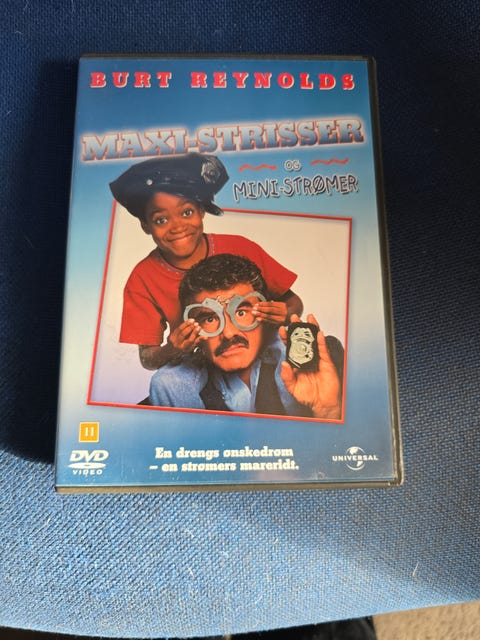 BURT REYNOLDS
MAXI-STRISSER
OG
MINI-STRØMER
11
En drengs ønskedrøm
– en strømers mareridt.
DVD
VIDEO
UNIVERSAL